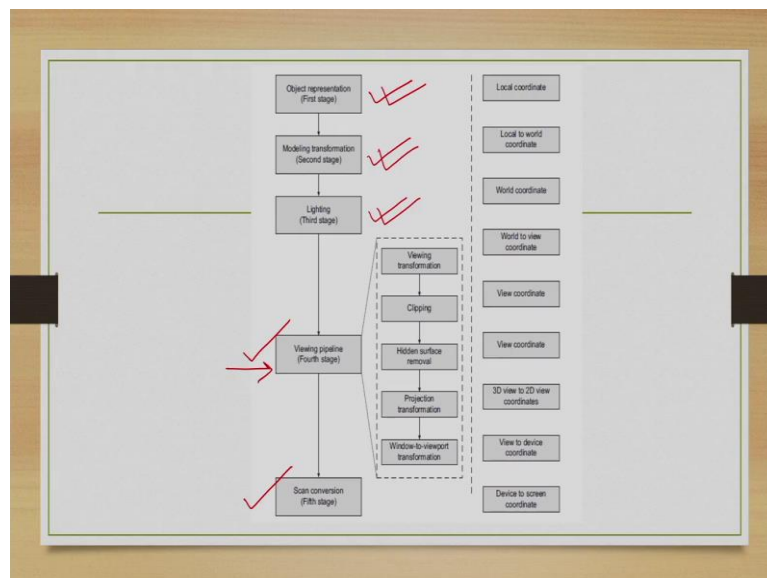 Object representation
(First stage)
Modeling transformation
(Second stage)
Lighting
(Third stage)
Viewing pipeline
(Fourth stage)
Scan conversion
(Fifth stage)
Viewing
transformation
Clipping
Hidden surface
removal
Projection
transformation
Window-to-viewport
transformation
Local coordinate
Local to world
coordinate
World coordinate
World to view
coordinate
View coordinate
View coordinate
3D view to 2D view
coordinates
View to device
coordinate
Device to screen
coordinate